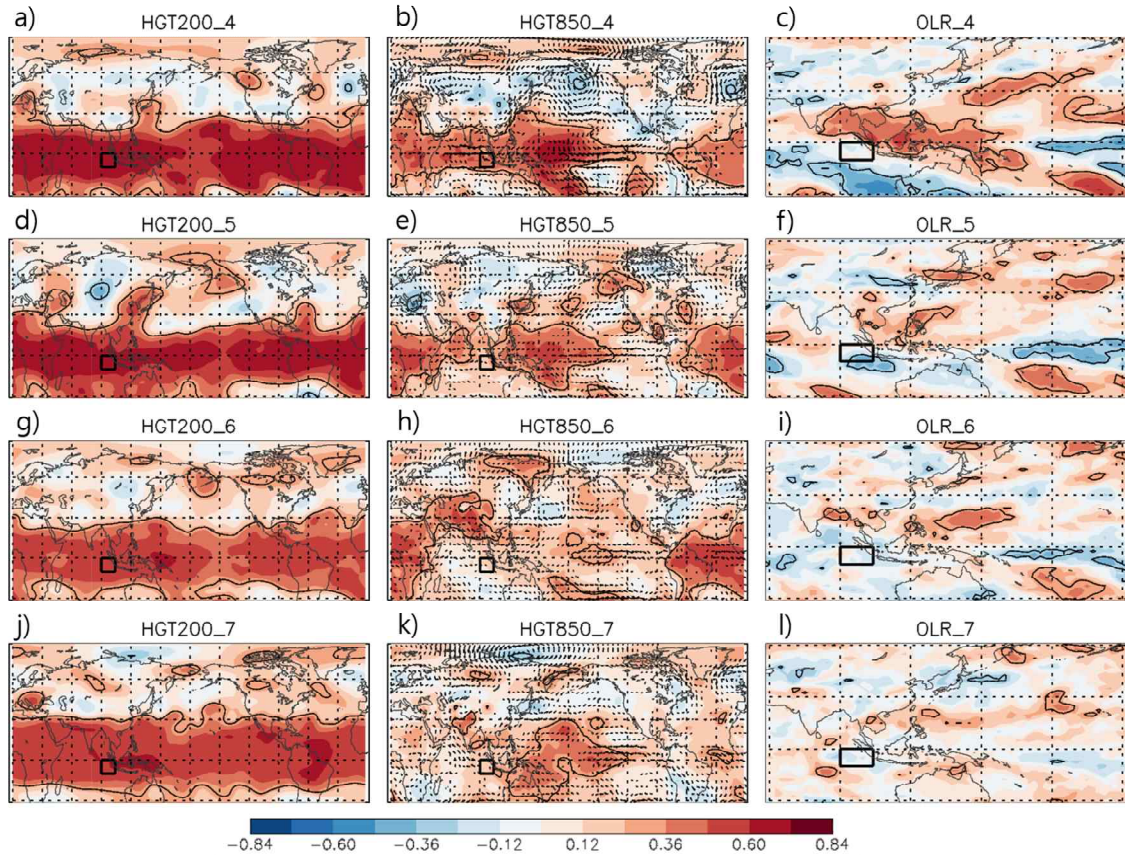 a) HGT200_4
b) HGT850_4
c) OLR_4
d) HGT200_5
e) HGT850_5
f) OLR_5
g) HGT200_6
h) HGT850_6
i) OLR_6
j) HGT200_7
k) HGT850_7
l) OLR_7
−0.84 −0.60 −0.36 −0.12 0.12 0.36 0.60 0.84